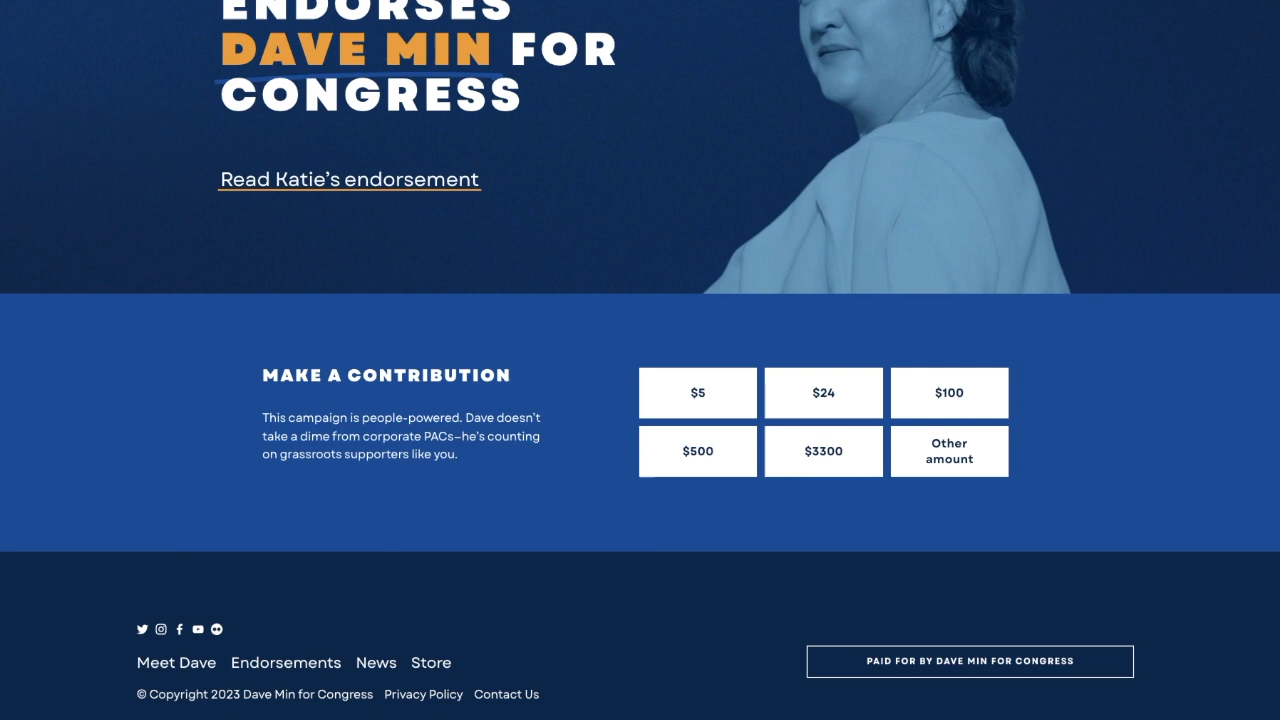 ENDORSES
DAVE MIN FOR
CONGRESS
Read Katie’s endorsement
MAKE A CONTRIBUTION
This campaign is people-powered. Dave doesn’t
take a dime from corporate PACs—he’s counting
on grassroots supporters like you.
$5
$24
$100
$500
$3300
Other
amount
Meet Dave Endorsements News Store
PAID FOR BY DAVE MIN FOR CONGRESS
© Copyright 2023 Dave Min for Congress Privacy Policy Contact Us